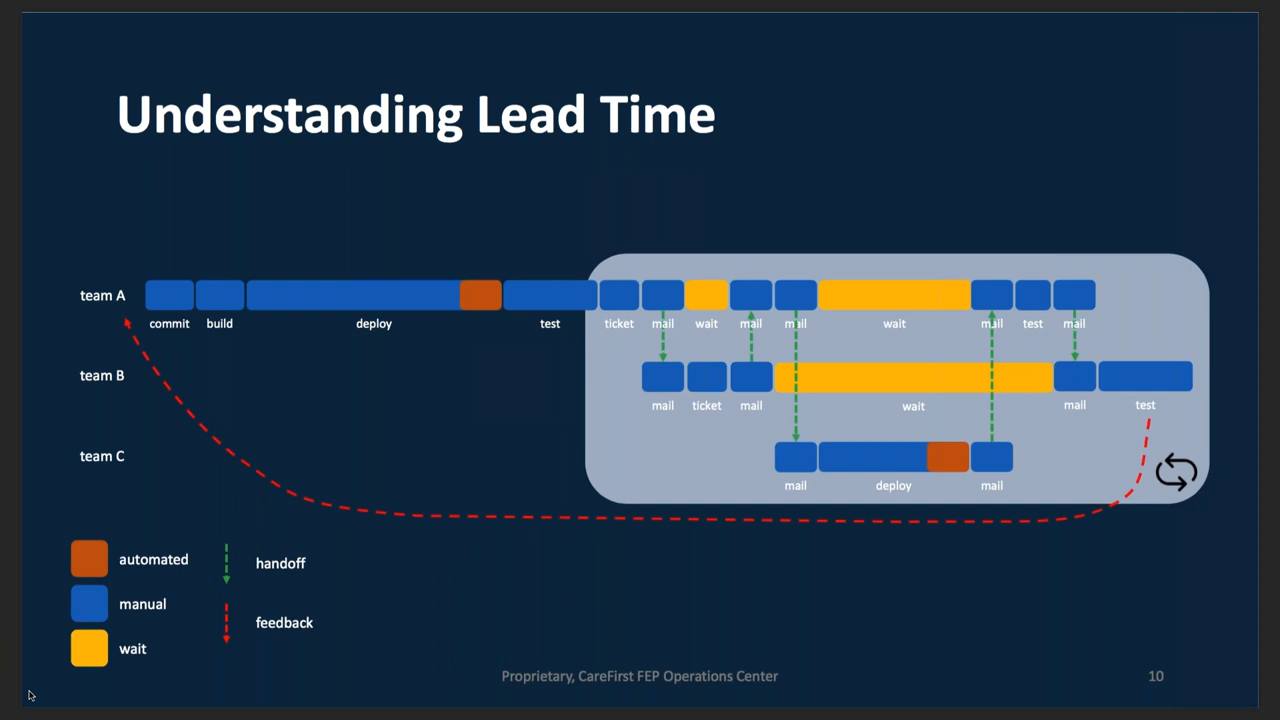 Understanding Lead Time
team A
commit build deploy test ticket mail wait mail mail wait mail test mail
team B
mail ticket mail wait mail test
team C
mail deploy mail
automated handoff
manual
feedback
wait
Proprietary, CareFirst FEP Operations Center 10